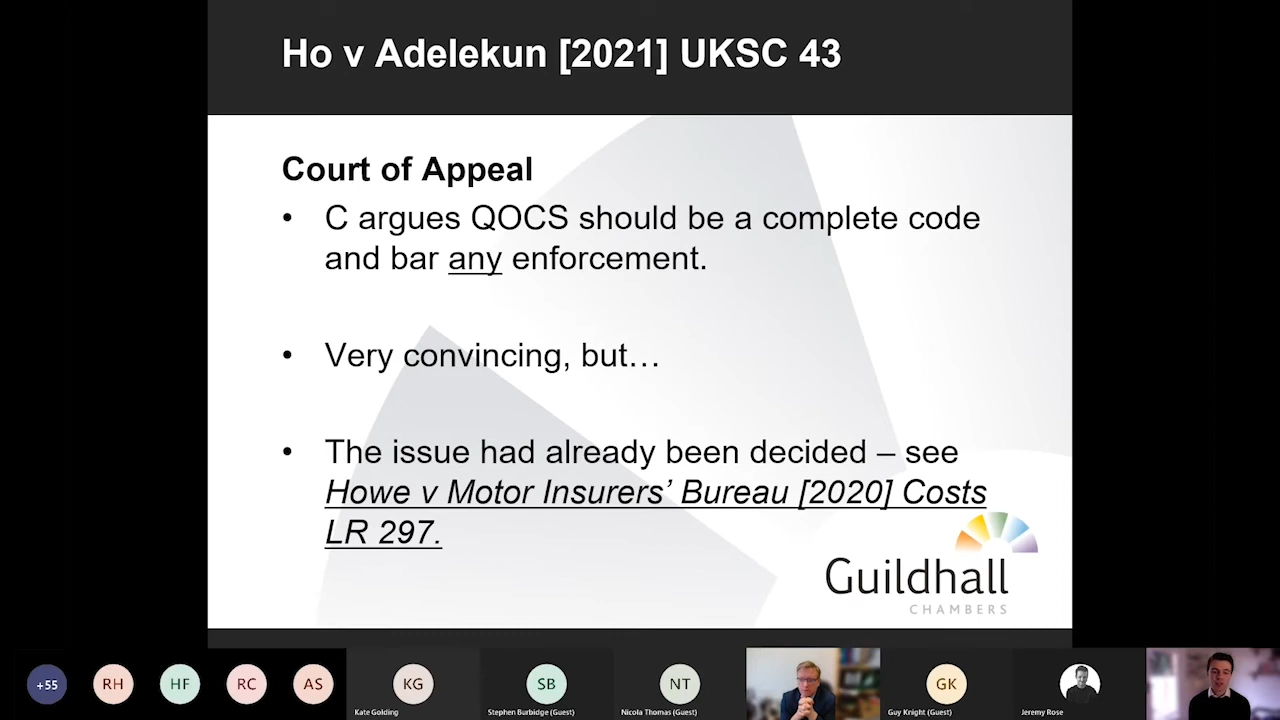 Ho v Adelekun [2021] UKSC 43
Court of Appeal
• C argues QOCS should be a complete code
and bar any enforcement.
• Very convincing, but…
• The issue had already been decided – see
Howe v Motor Insurers’ Bureau [2020] Costs
LR 297.
Guildhall
CHAMBERS
+55
RH
HF
RC
AS
KG
Kate Golding
SB
Stephen Burbidge (Guest)
NT
Nicola Thomas (Guest)
GK
Guy Knight (Guest)
Jeremy Rose